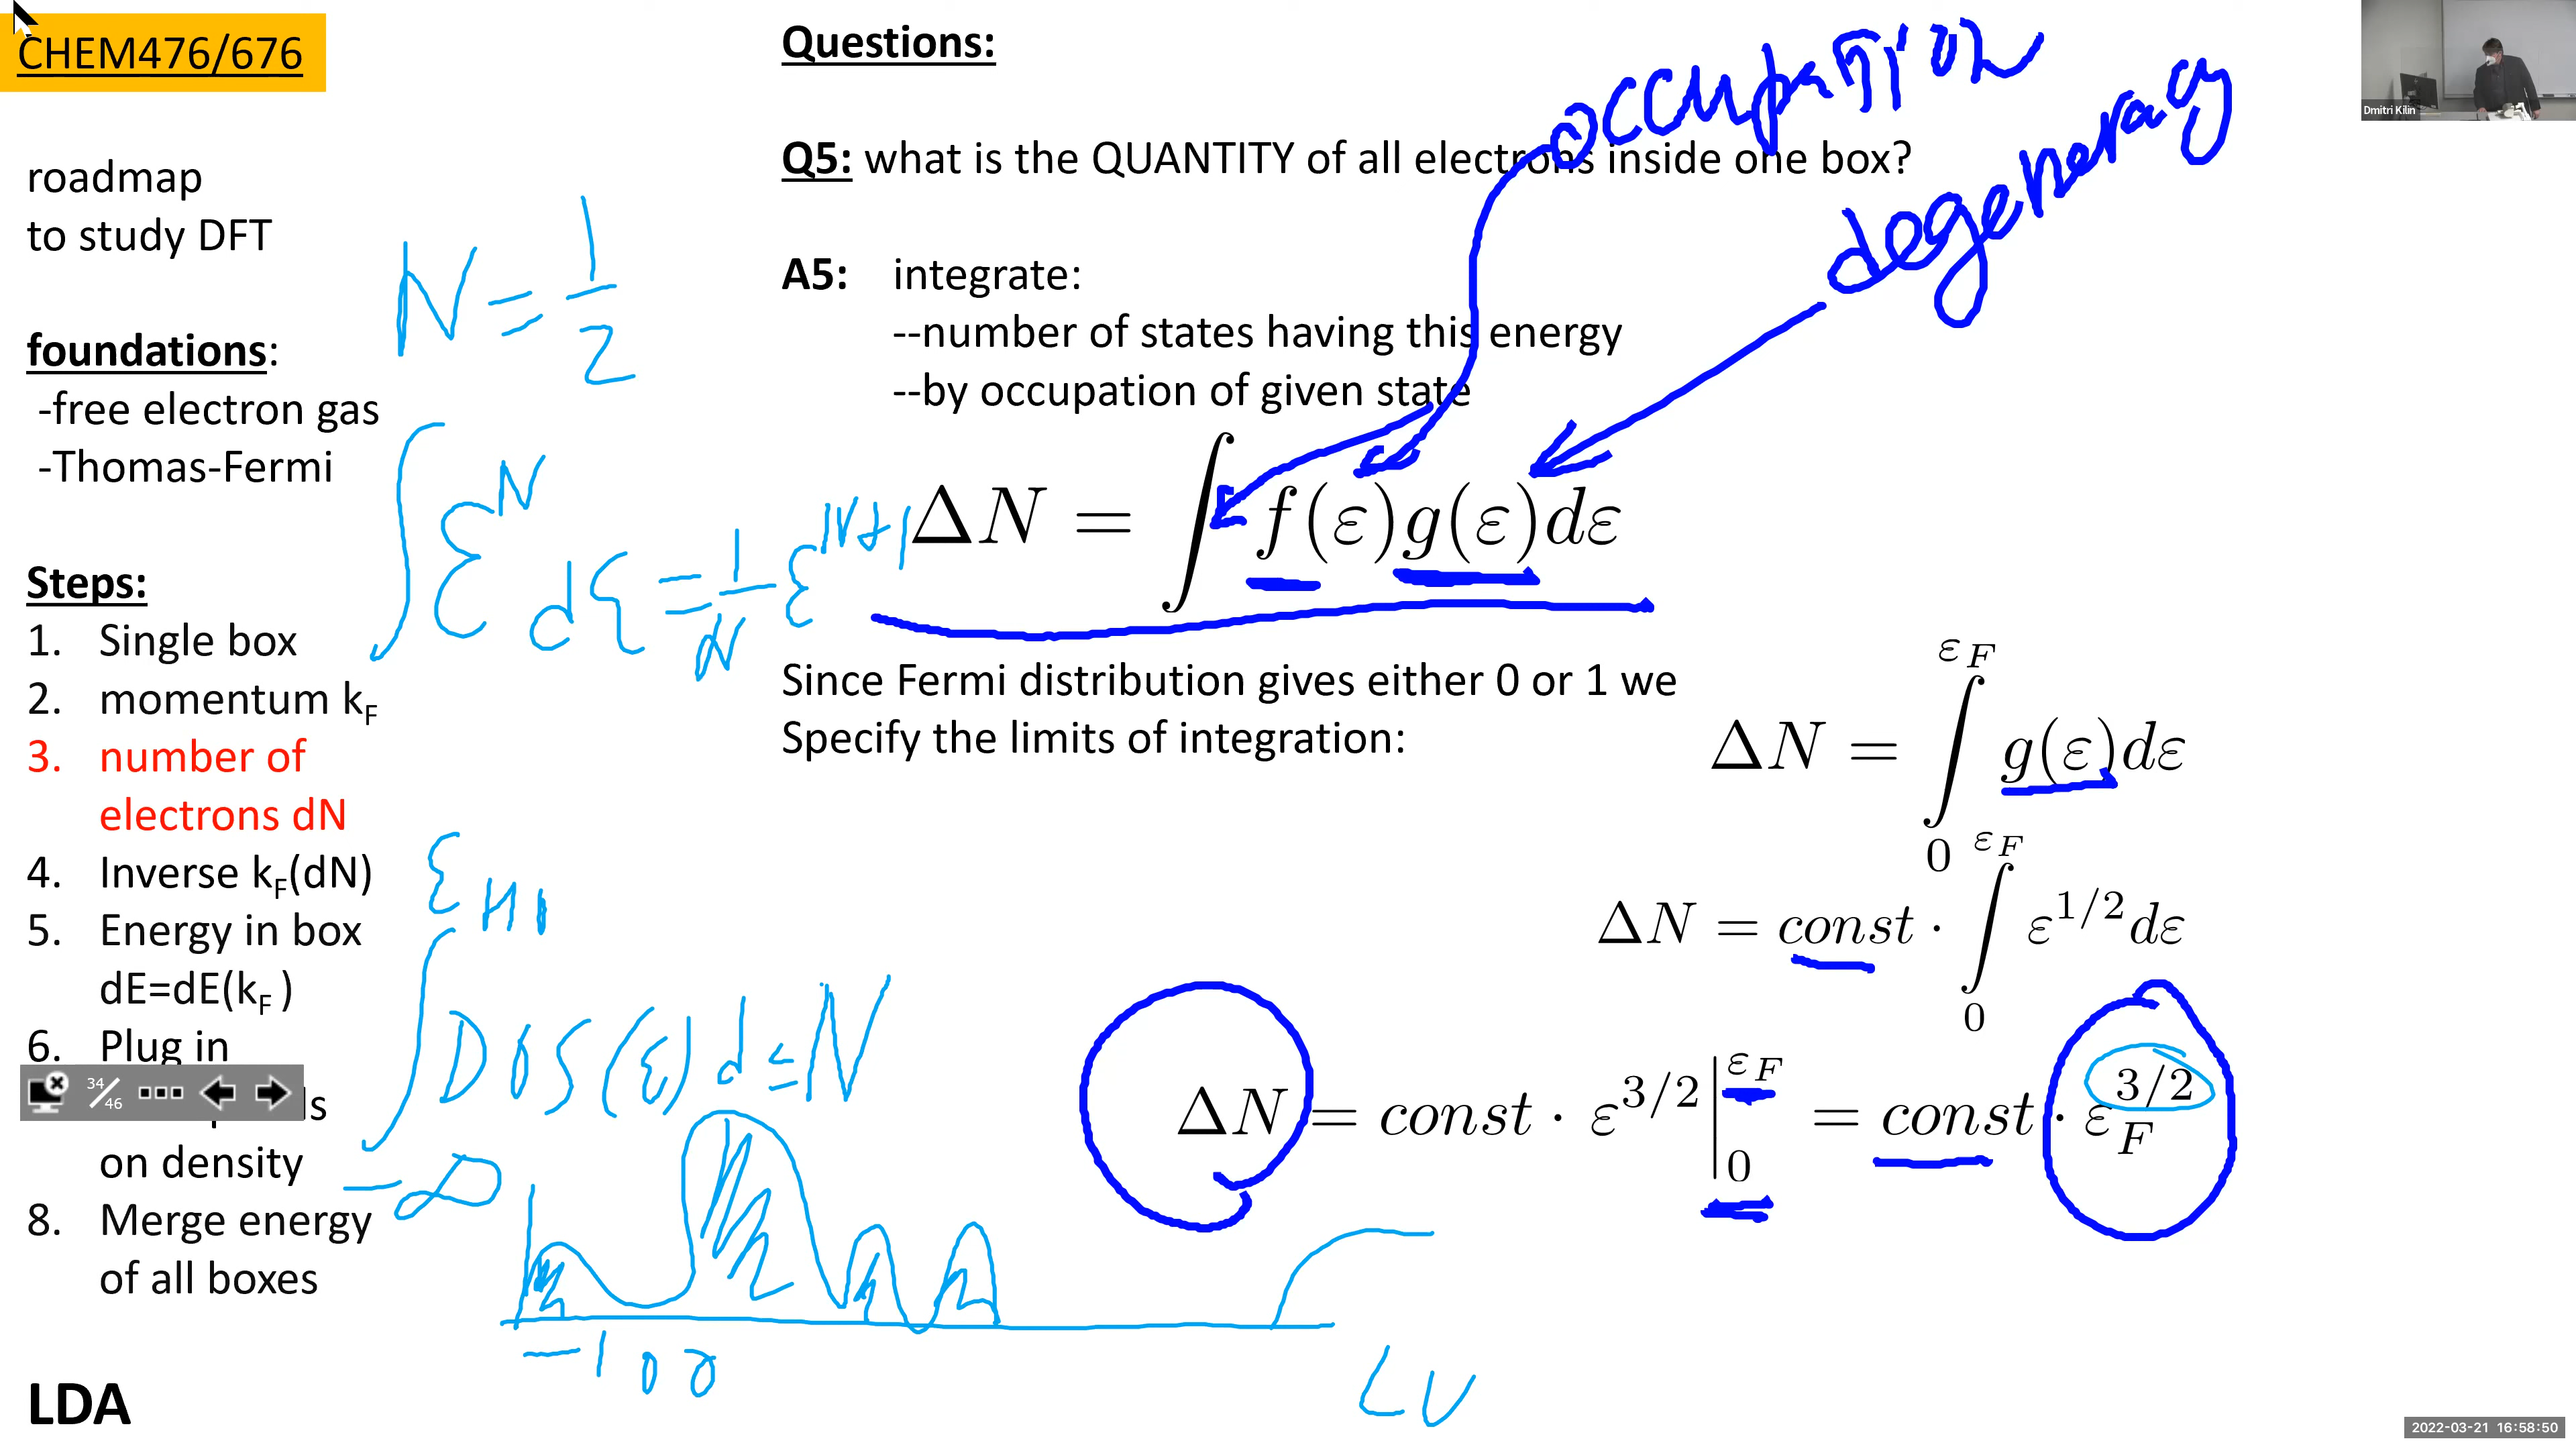 CHEM476/676
roadmap
to study DFT
foundations:
-free electron gas
-Thomas-Fermi
Steps:
1. Single box
2. momentum k_F
3. number of
electrons dN
4. Inverse k_F(dN)
5. Energy in box
dE=dE(k_F )
6. Plug in
on density
8. Merge energy
of all boxes
LDA
34/46
N = 1/2
∫ ε^N dε = 1/N ε^{N+1}
ε_HO
∫ DOS(ε) d = N
-∞
-100
LU
Questions:
occupation
degeneracy
Q5: what is the QUANTITY of all electrons inside one box?
A5: integrate:
--number of states having this energy
--by occupation of given state
ΔN = ∫ f(ε)g(ε)dε
Since Fermi distribution gives either 0 or 1 we
Specify the limits of integration:
ΔN = ∫_0^{ε_F} g(ε)dε
ΔN = const · ∫_0^{ε_F} ε^{1/2}dε
ΔN = const · ε^{3/2} |_0^{ε_F} = const · ε_F^{3/2}
Dmitri Kilin
2022-03-21 16:58:50